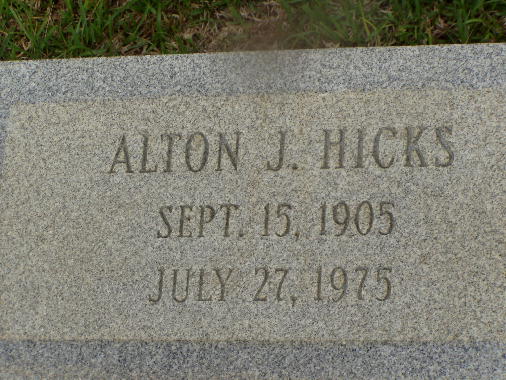 ALTON J. HICKS
SEPT. 15, 1905
JULY 27, 1975